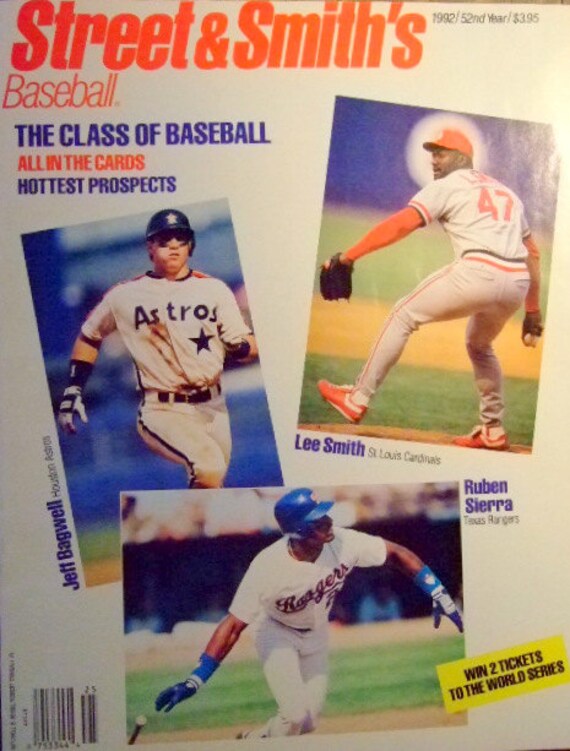 Street & Smith's
1992/52nd Year/$3.95
Baseball®
THE CLASS OF BASEBALL
ALL IN THE CARDS
HOTTEST PROSPECTS
47
Astros
Lee Smith St. Louis Cardinals
Jeff Bagwell Houston Astros
Ruben
Sierra
Texas Rangers
Rangers
WIN 2 TICKETS
TO THE WORLD SERIES
25